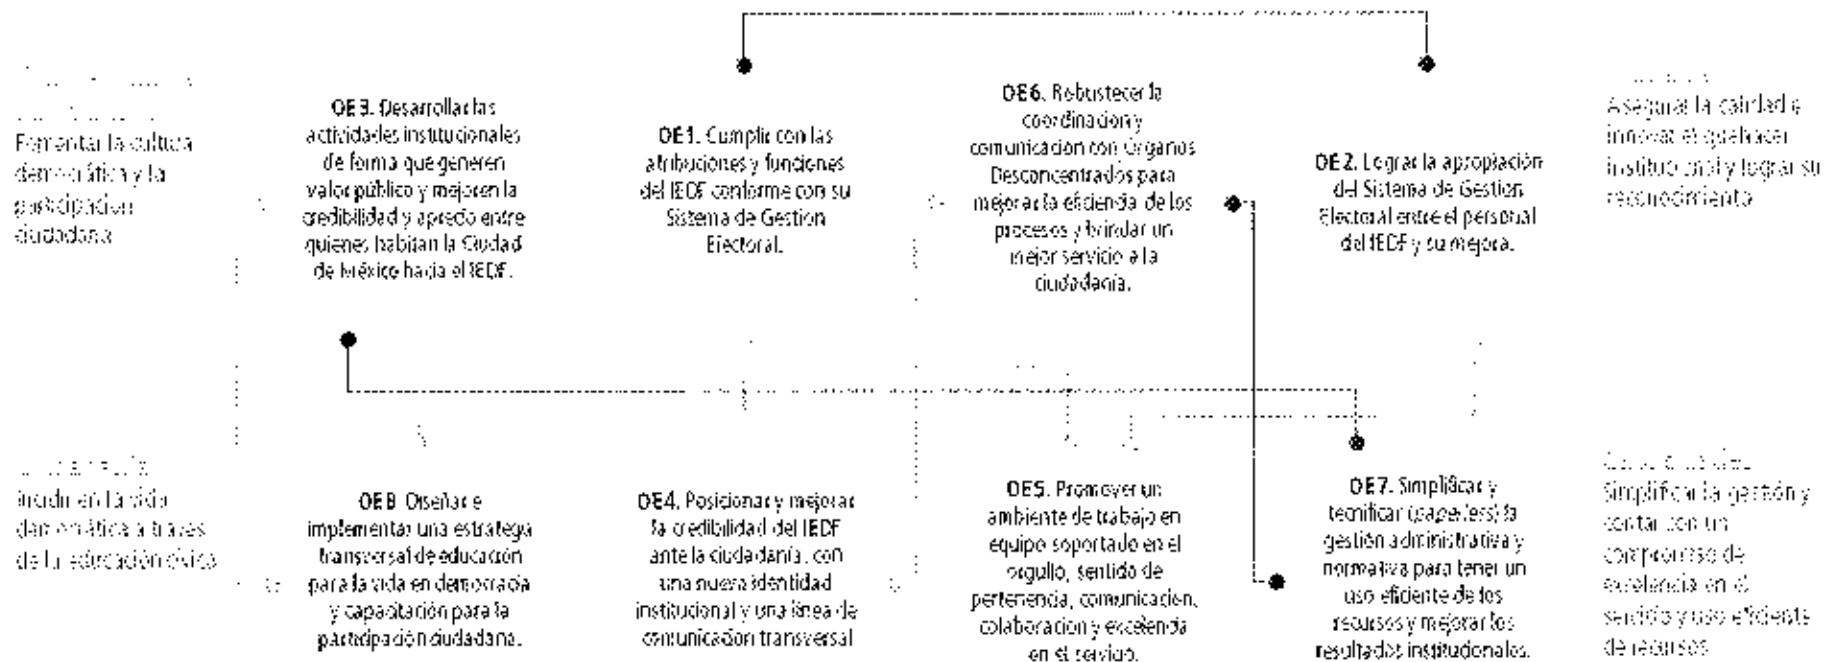 Fomentar la cultura
democrática y la
participación
ciudadana
OE3. Desarrollar las
actividades institucionales
de forma que generen
valor público y mejoren la
credibilidad y aprecio entre
quienes habitan la Ciudad
de México hacia el IEDF.
OE1. Cumplir con las
atribuciones y funciones
del IEDF conforme con su
Sistema de Gestión
Electoral.
OE6. Robustecer la
coordinación y
comunicación con Órganos
Desconcentrados para
mejorar la eficiencia de los
procesos y brindar un
mejor servicio a la
ciudadanía.
OE2. Lograr la apropiación
del Sistema de Gestión
Electoral entre el personal
del IEDF y su mejora.
Asegurar la calidad e
innovar el quehacer
institucional y lograr su
reconocimiento
Incidir en la vida
democrática a través
de la educación cívica
OE8. Diseñar e
implementar una estrategia
transversal de educación
para la vida en democracia
y capacitación para la
participación ciudadana.
OE4. Posicionar y mejorar
la credibilidad del IEDF
ante la ciudadanía, con
una nueva identidad
institucional y una línea de
comunicación transversal
OE5. Promover un
ambiente de trabajo en
equipo soportado en el
orgullo, sentido de
pertenencia, comunicación,
colaboración y excelencia
en el servicio.
OE7. Simplificar y
tecnificar (paperless) la
gestión administrativa y
normativa para tener un
uso eficiente de los
recursos y mejorar los
resultados institucionales.
Simplificar la gestión y
contar con un
compromiso de
excelencia en el
servicio y uso eficiente
de recursos